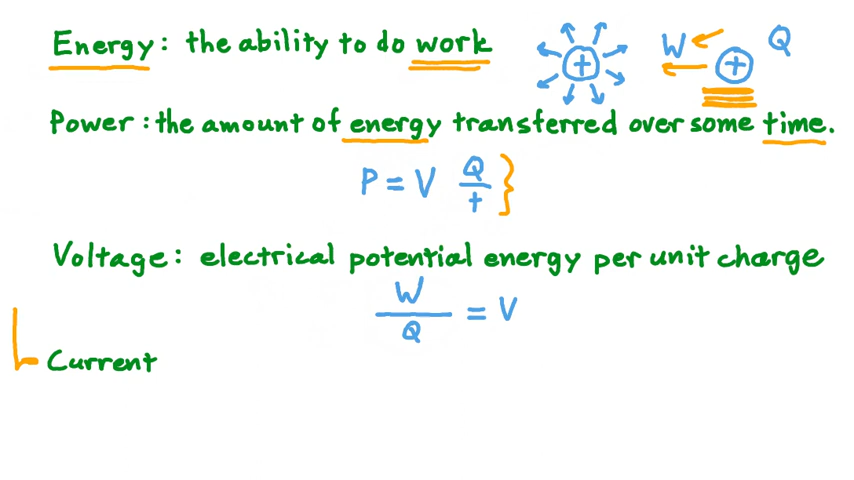 Energy: the ability to do work
+ W + Q
Power: the amount of energy transferred over some time.
P = V Q/t
Voltage: electrical potential energy per unit charge
W/Q = V
Current